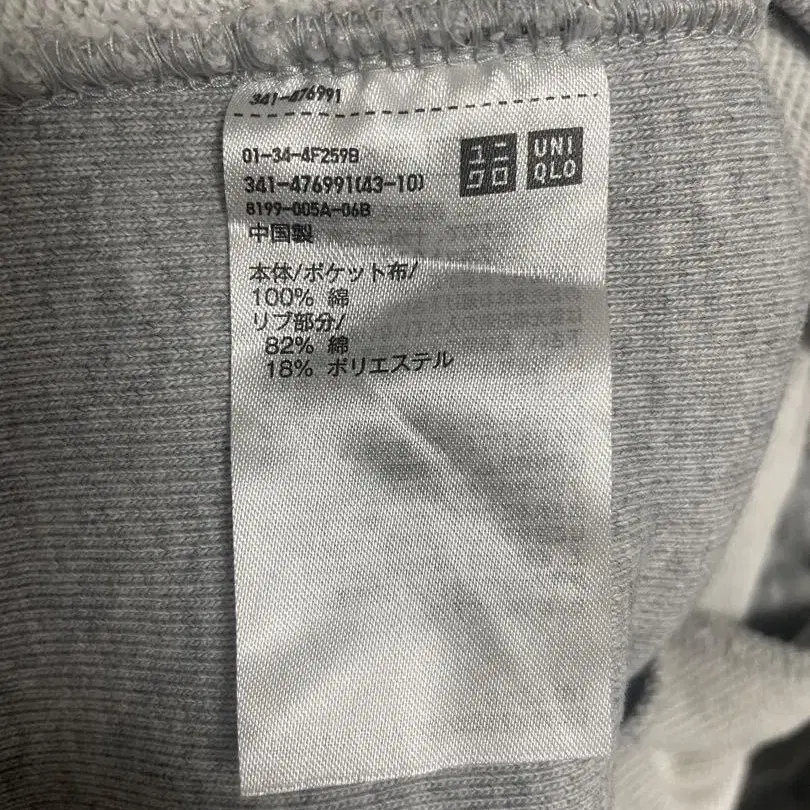 341-476991
01-34-4F259B
341-476991(43-10)
8199-005A-06B
中国製
ユニ
クロ
UNI
QLO
本体/ポケット布/
100% 綿
リブ部分/
82% 綿
18% ポリエステル